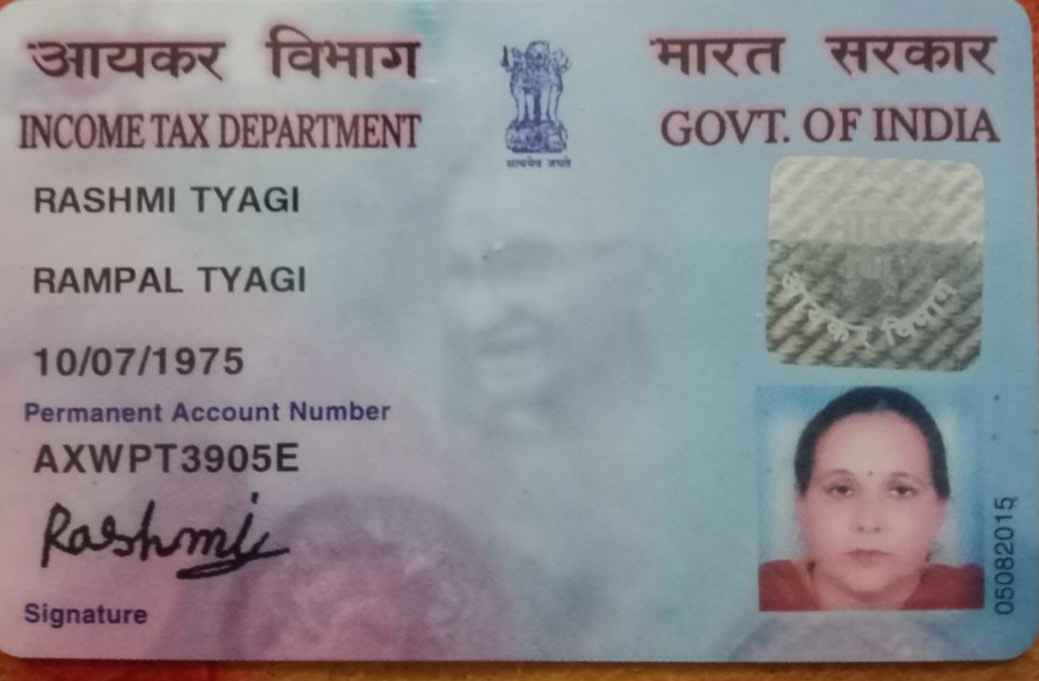 आयकर विभाग
INCOME TAX DEPARTMENT
सत्यमेव जयते
भारत सरकार
GOVT. OF INDIA
RASHMI TYAGI
RAMPAL TYAGI
10/07/1975
Permanent Account Number
AXWPT3905E
Rashmi
Signature
आयकर विभाग
05082015